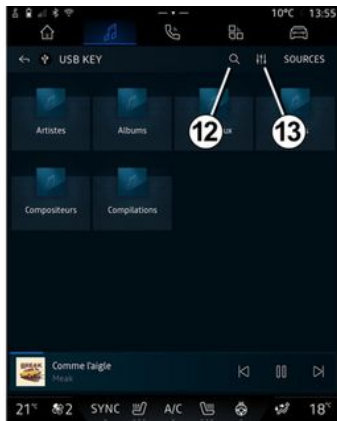 10°C 13:55
USB KEY SOURCES
12 13
Artistes Albums ux s
Compositeurs Compilations
BREAK
Comme l'aigle
Meak
21° 2 SYNC A/C 18°